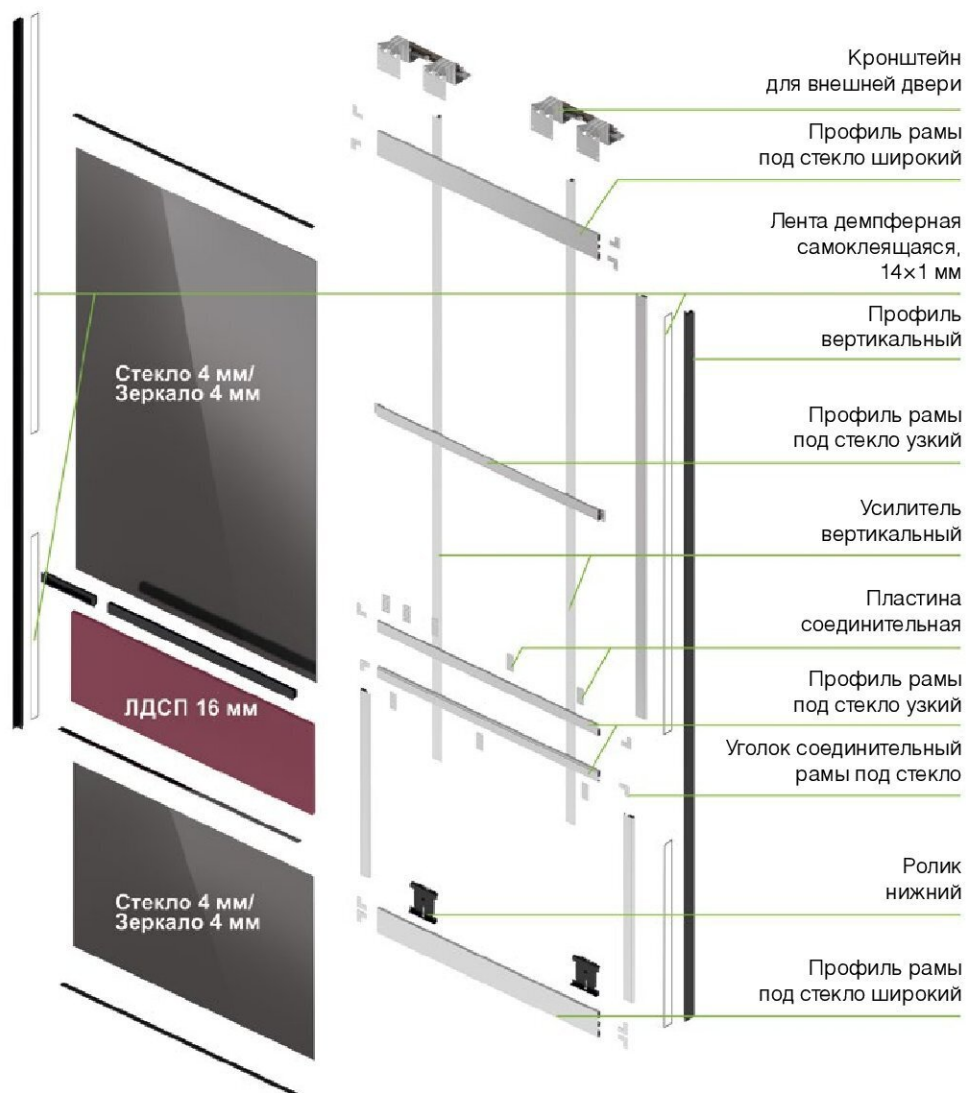 Кронштейн
для внешней двери
Профиль рамы
под стекло широкий
Лента демпферная
самоклеящаяся,
14×1 мм
Профиль
вертикальный
Стекло 4 мм/
Зеркало 4 мм
Профиль рамы
под стекло узкий
Усилитель
вертикальный
Пластина
соединительная
ЛДСП 16 мм
Профиль рамы
под стекло узкий
Уголок соединительный
рамы под стекло
Стекло 4 мм/
Зеркало 4 мм
Ролик
нижний
Профиль рамы
под стекло широкий